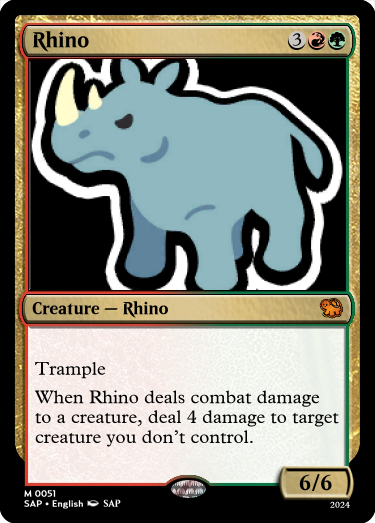 Rhino 3
Creature — Rhino
Trample
When Rhino deals combat damage
to a creature, deal 4 damage to target
creature you don't control.
6/6
M 0051
SAP • English SAP
2024